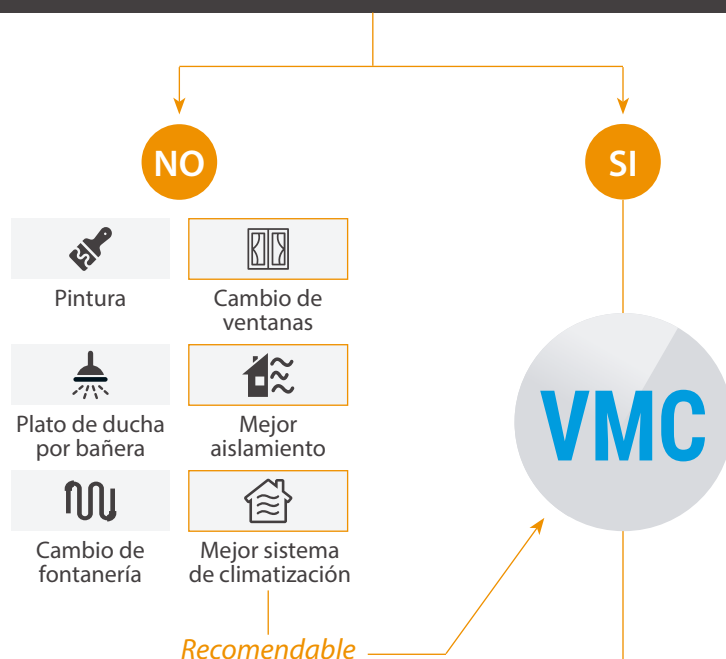 NO
SI
Pintura
Cambio de
ventanas
Plato de ducha
por bañera
Mejor
aislamiento
VMC
Cambio de
fontanería
Mejor sistema
de climatización
Recomendable